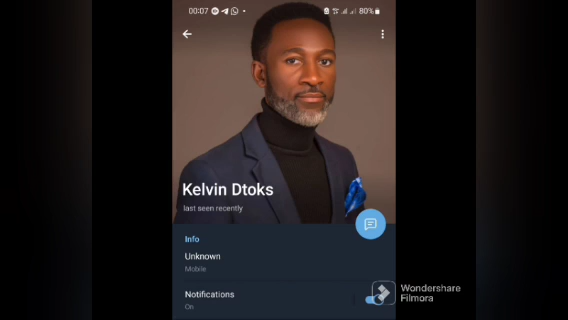 00:07
80%
Kelvin Dtoks
last seen recently
Info
Unknown
Mobile
Notifications
On
Wondershare
Filmora